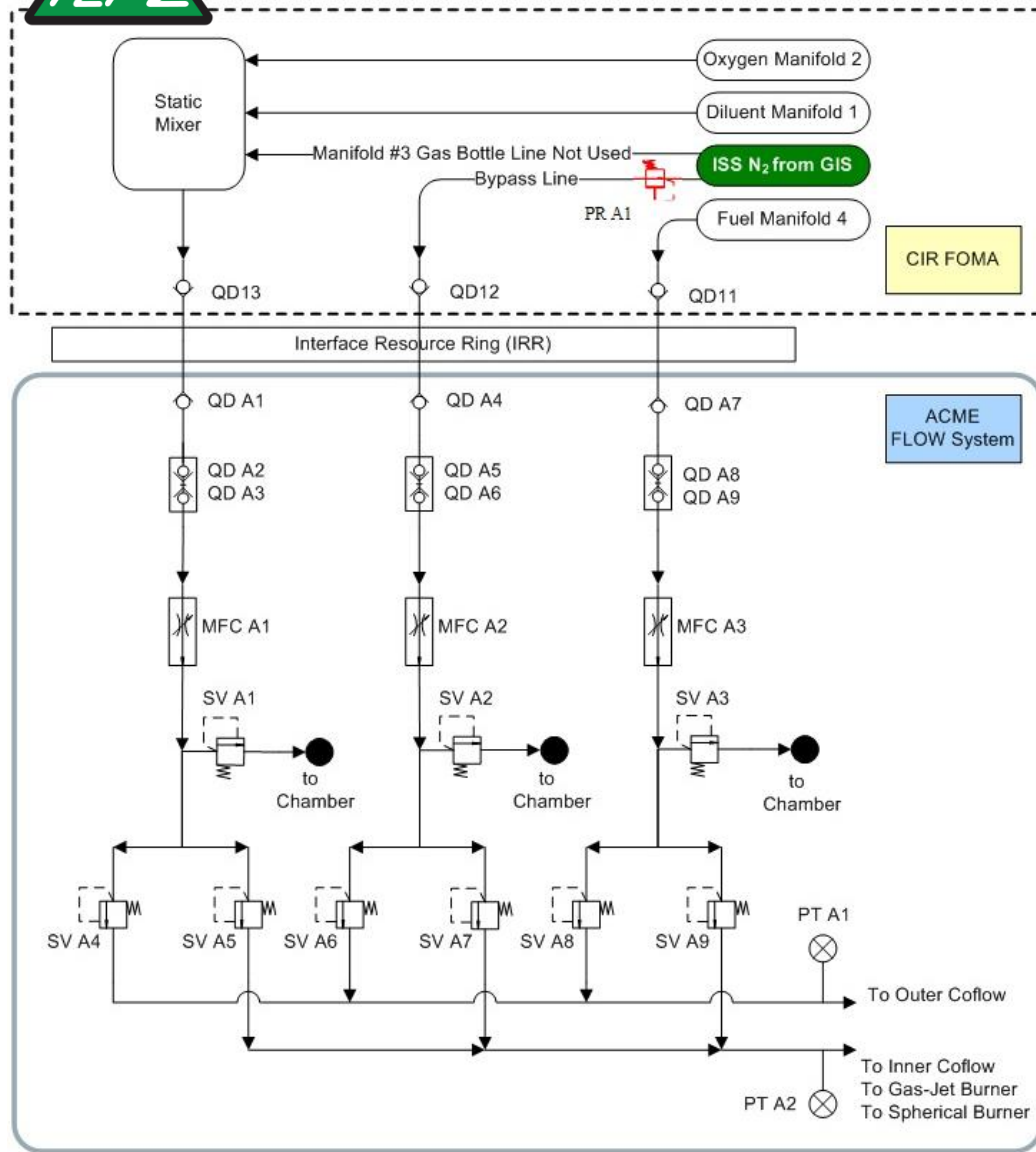 Static
Mixer
Oxygen Manifold 2
Diluent Manifold 1
Manifold #3 Gas Bottle Line Not Used
ISS N₂ from GIS
Bypass Line
PR A1
Fuel Manifold 4
CIR FOMA
QD13
QD12
QD11
Interface Resource Ring (IRR)
QD A1
QD A4
QD A7
ACME
FLOW System
QD A2
QD A3
QD A5
QD A6
QD A8
QD A9
MFC A1
MFC A2
MFC A3
SV A1
SV A2
SV A3
to
Chamber
to
Chamber
to
Chamber
SV A4
SV A5
SV A6
SV A7
SV A8
SV A9
PT A1
To Outer Coflow
To Inner Coflow
To Gas-Jet Burner
To Spherical Burner
PT A2